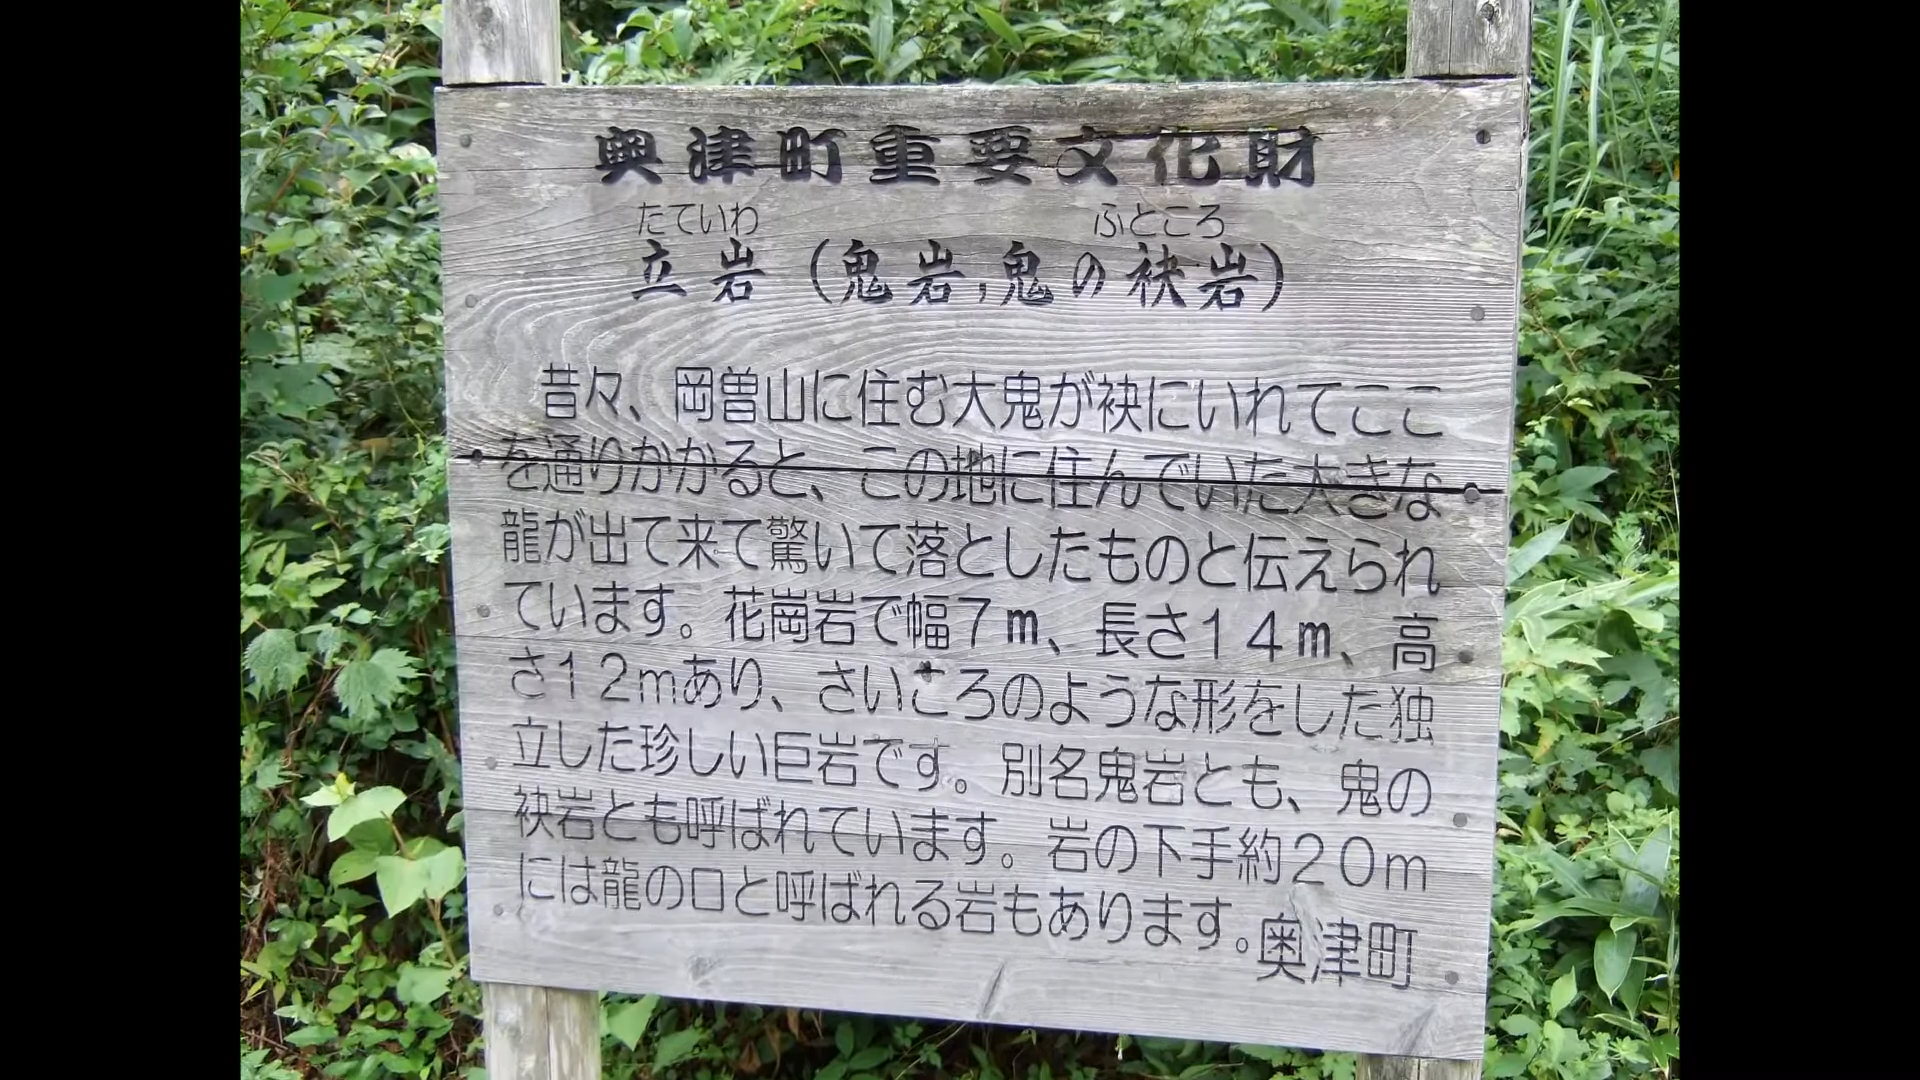 奥津町重要文化財
たていわ ふところ
立岩(鬼岩,鬼の袂岩)
昔々、岡曽山に住む大鬼が袂にいれてここ
を通りかかると、この地に住んでいた大きな
龍が出て来て驚いて落としたものと伝えられ
ています。花崗岩で幅7m、長さ14m、高
さ12mあり、さいころのような形をした独
立した珍しい巨岩です。別名鬼岩とも、鬼の
袂岩とも呼ばれています。岩の下手約20m
には龍の口と呼ばれる岩もあります。
奥津町